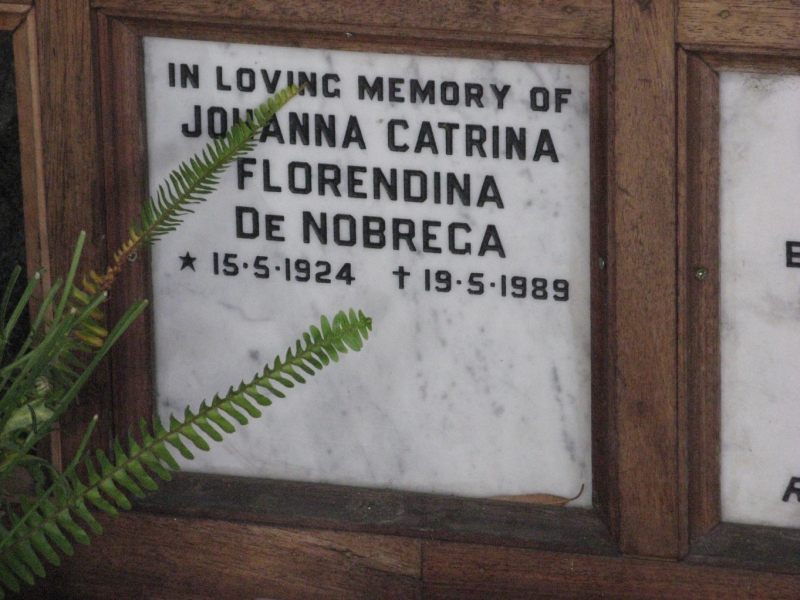 IN LOVING MEMORY OF
JOHANNA CATRINA
FLORENDINA
DE NOBREGA
★ 15·5·1924 ✝ 19·5·1989